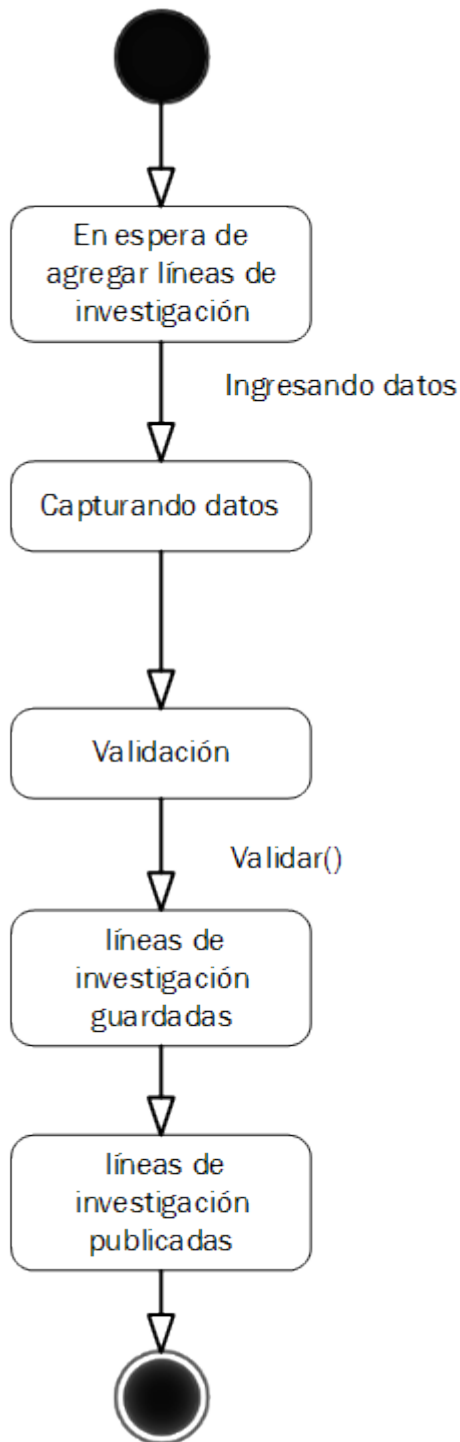 En espera de
agregar líneas de
investigación
Ingresando datos
Capturando datos
Validación
Validar()
líneas de
investigación
guardadas
líneas de
investigación
publicadas